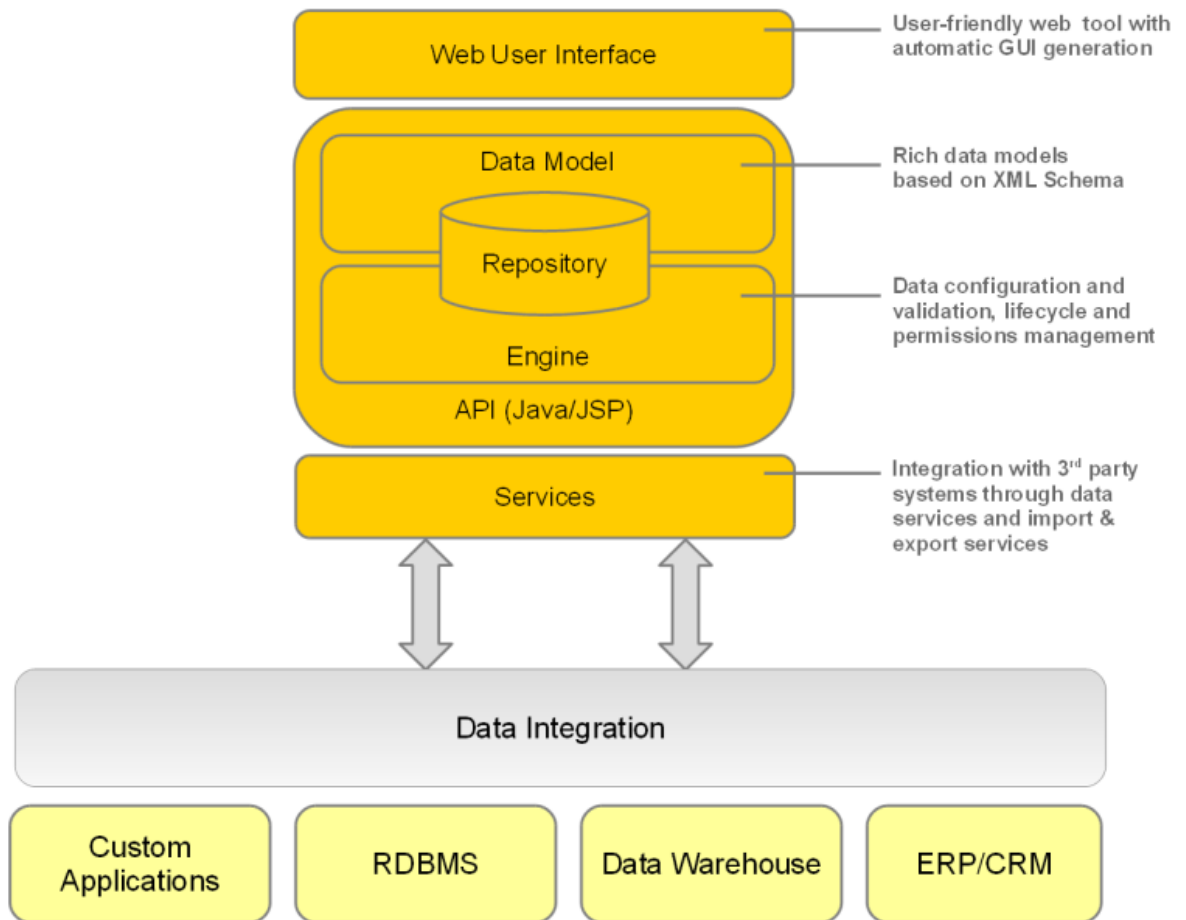 Web User Interface
User-friendly web tool with
automatic GUI generation
Data Model
Rich data models
based on XML Schema
Repository
Data configuration and
validation, lifecycle and
permissions management
Engine
API (Java/JSP)
Services
Integration with 3rd party
systems through data
services and import &
export services
Data Integration
Custom
Applications
RDBMS
Data Warehouse
ERP/CRM